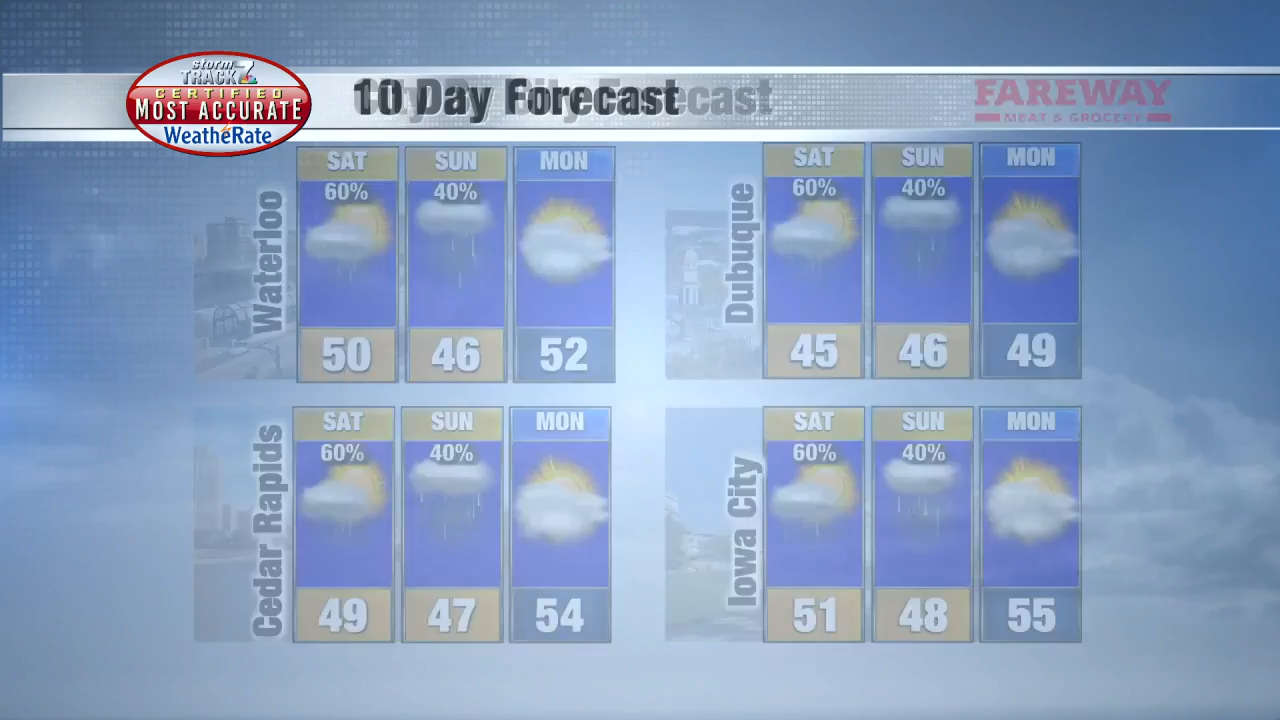 Storm
TRACK 7
CERTIFIED
MOST ACCURATE
WeatheRate
10 Day Forecast
FAREWAY
MEAT & GROCERY
Waterloo
SAT SUN MON
60% 40%
50 46 52
Dubuque
SAT SUN MON
60% 40%
45 46 49
Cedar Rapids
SAT SUN MON
60% 40%
49 47 54
Iowa City
SAT SUN MON
60% 40%
51 48 55